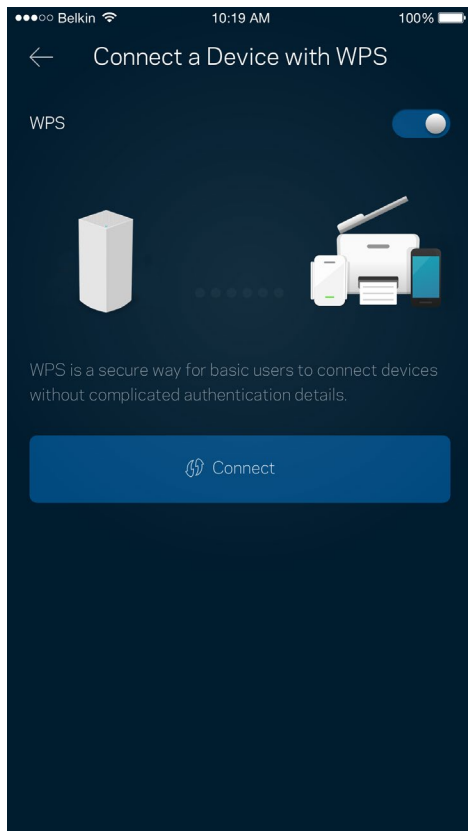 Belkin 10:19 AM 100%
Connect a Device with WPS
WPS
WPS is a secure way for basic users to connect devices
without complicated authentication details.
Connect